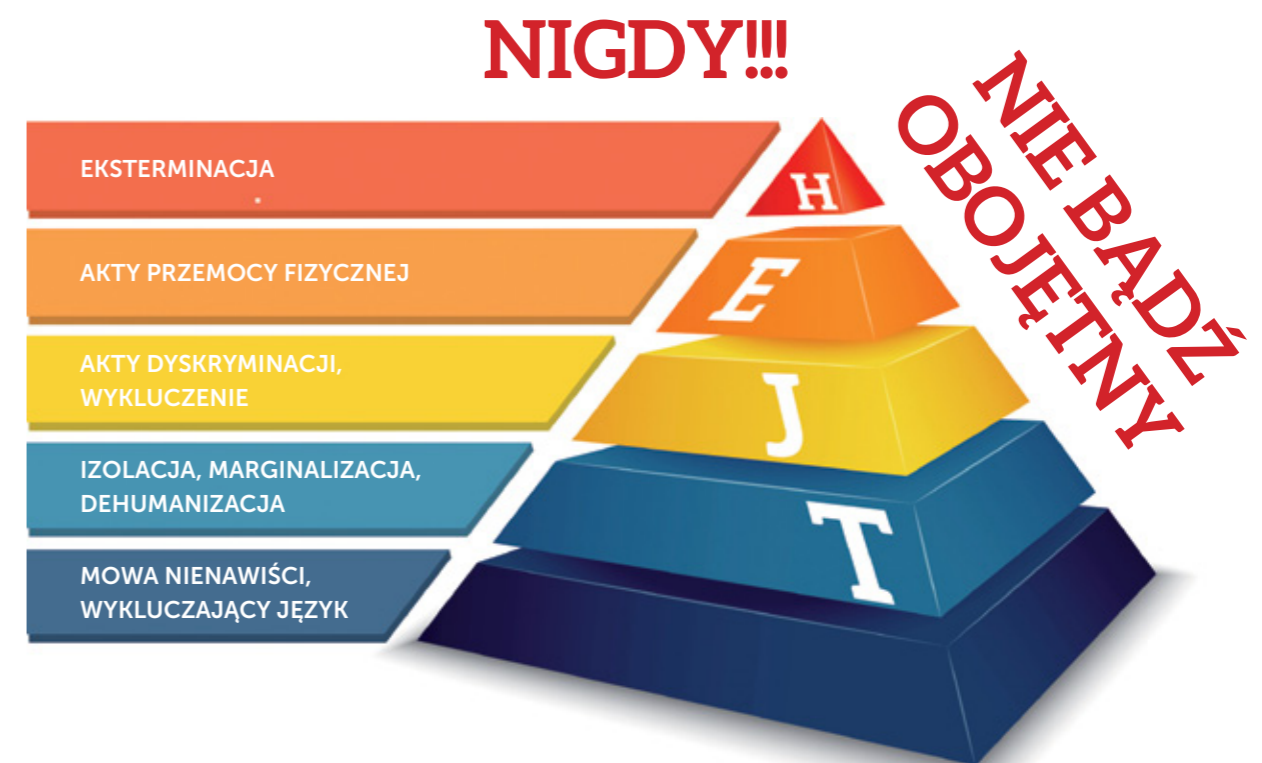 NIGDY!!!
NIE BĄDŹ
OBOJĘTNY
EKSTERMINACJA
AKTY PRZEMOCY FIZYCZNEJ
AKTY DYSKRYMINACJI,
WYKLUCZENIE
IZOLACJA, MARGINALIZACJA,
DEHUMANIZACJA
MOWA NIENAWIŚCI,
WYKLUCZAJĄCY JĘZYK
H
E
J
T